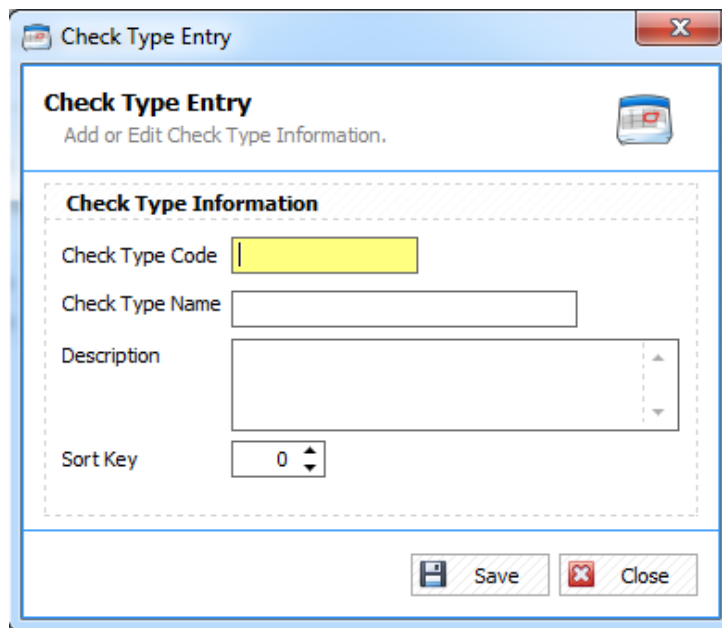 Check Type Entry
Check Type Entry
Add or Edit Check Type Information.
Check Type Information
Check Type Code
Check Type Name
Description
Sort Key 0
Save Close